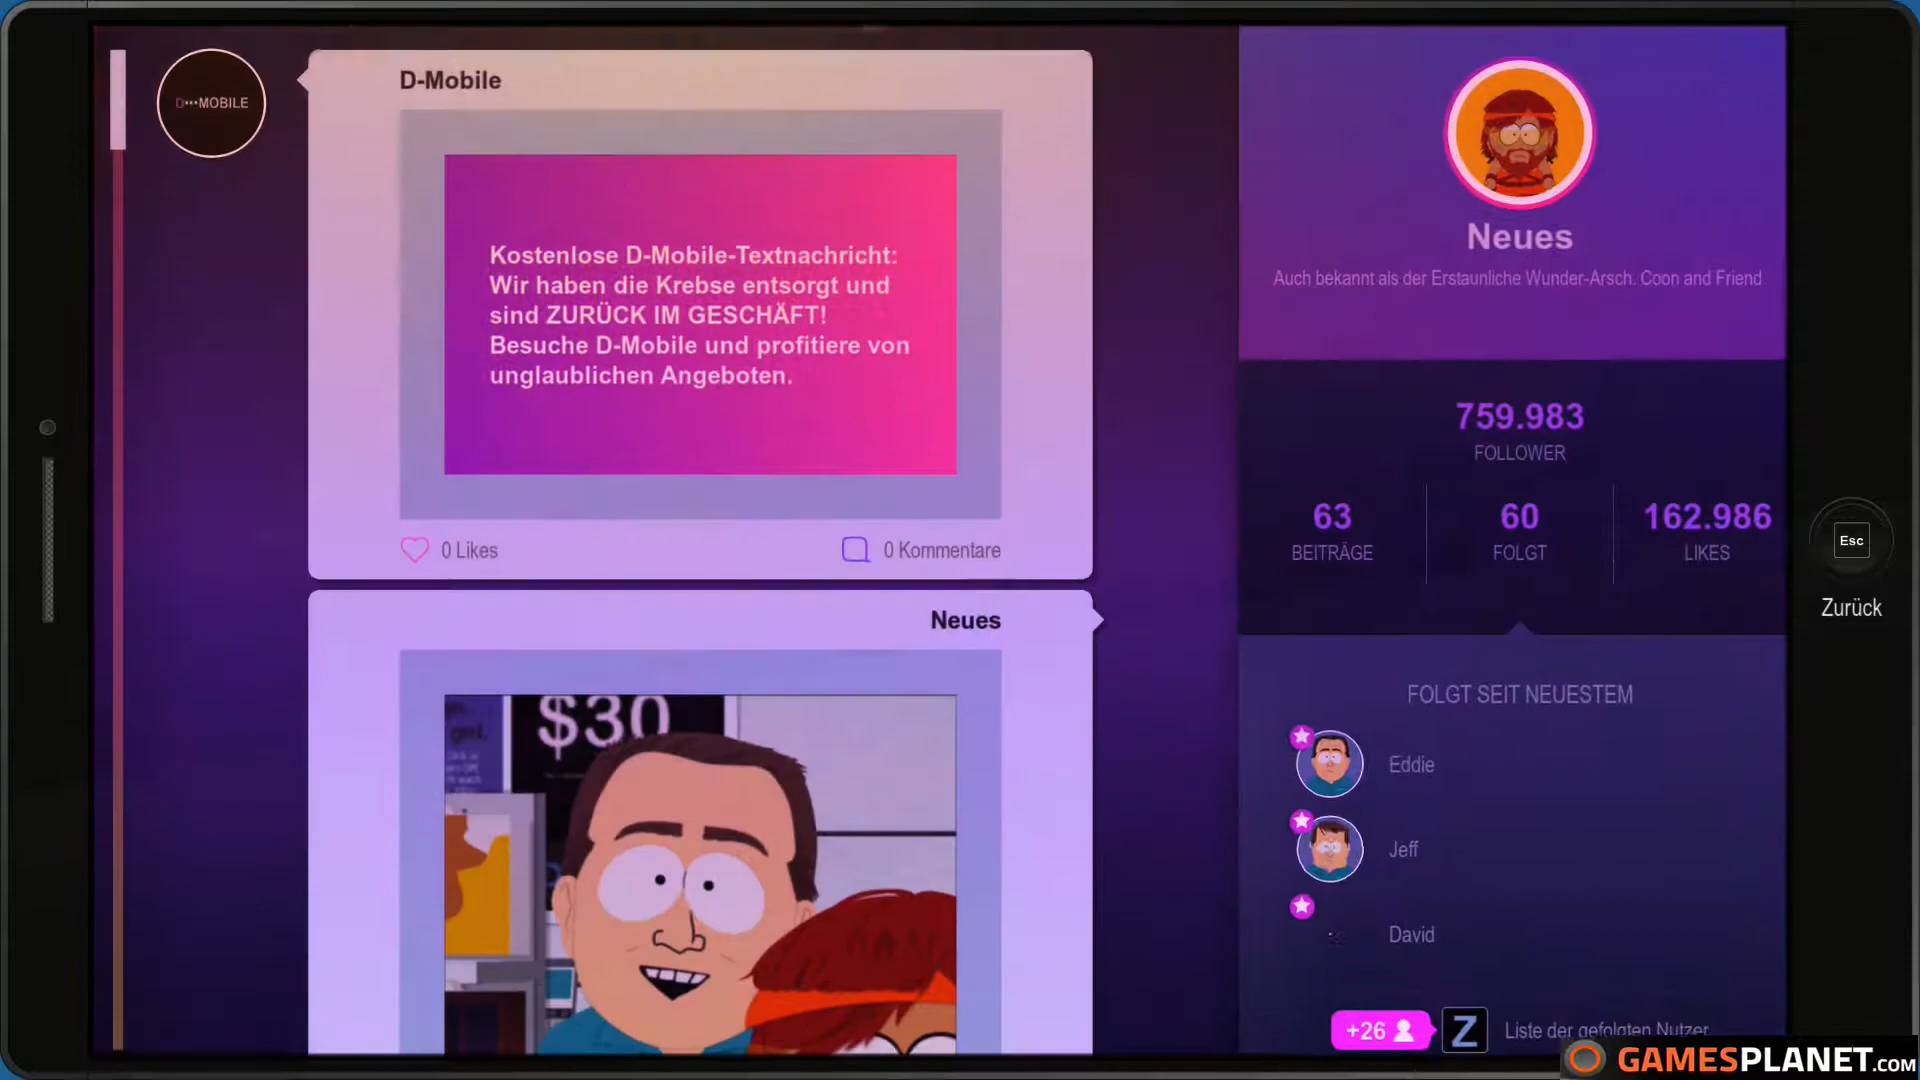 D···MOBILE
D-Mobile
Kostenlose D-Mobile-Textnachricht:
Wir haben die Krebse entsorgt und
sind ZURÜCK IM GESCHÄFT!
Besuche D-Mobile und profitiere von
unglaublichen Angeboten.
0 Likes
0 Kommentare
Neues
$30
get.
Neues
Auch bekannt als der Erstaunliche Wunder-Arsch. Coon and Friend
759.983
FOLLOWER
63
BEITRÄGE
60
FOLGT
162.986
LIKES
FOLGT SEIT NEUESTEM
Eddie
Jeff
David
+26
Z
Liste der gefolgten Nutzer
Esc
Zurück
GAMESPLANET.COM